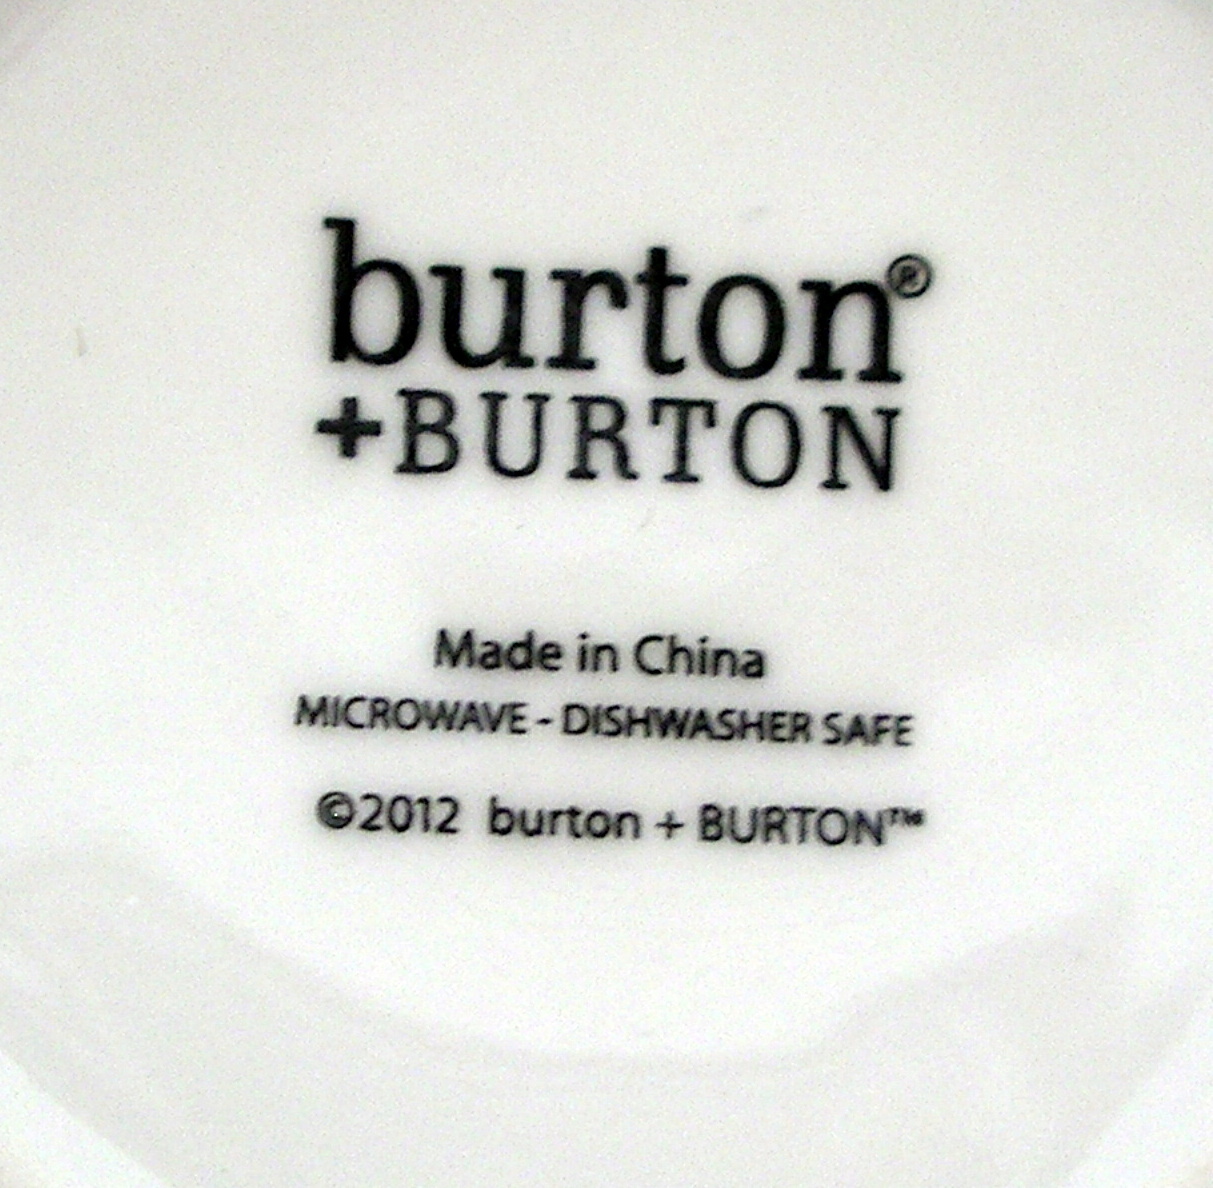 burton®
+BURTON
Made in China
MICROWAVE - DISHWASHER SAFE
©2012 burton + BURTON™